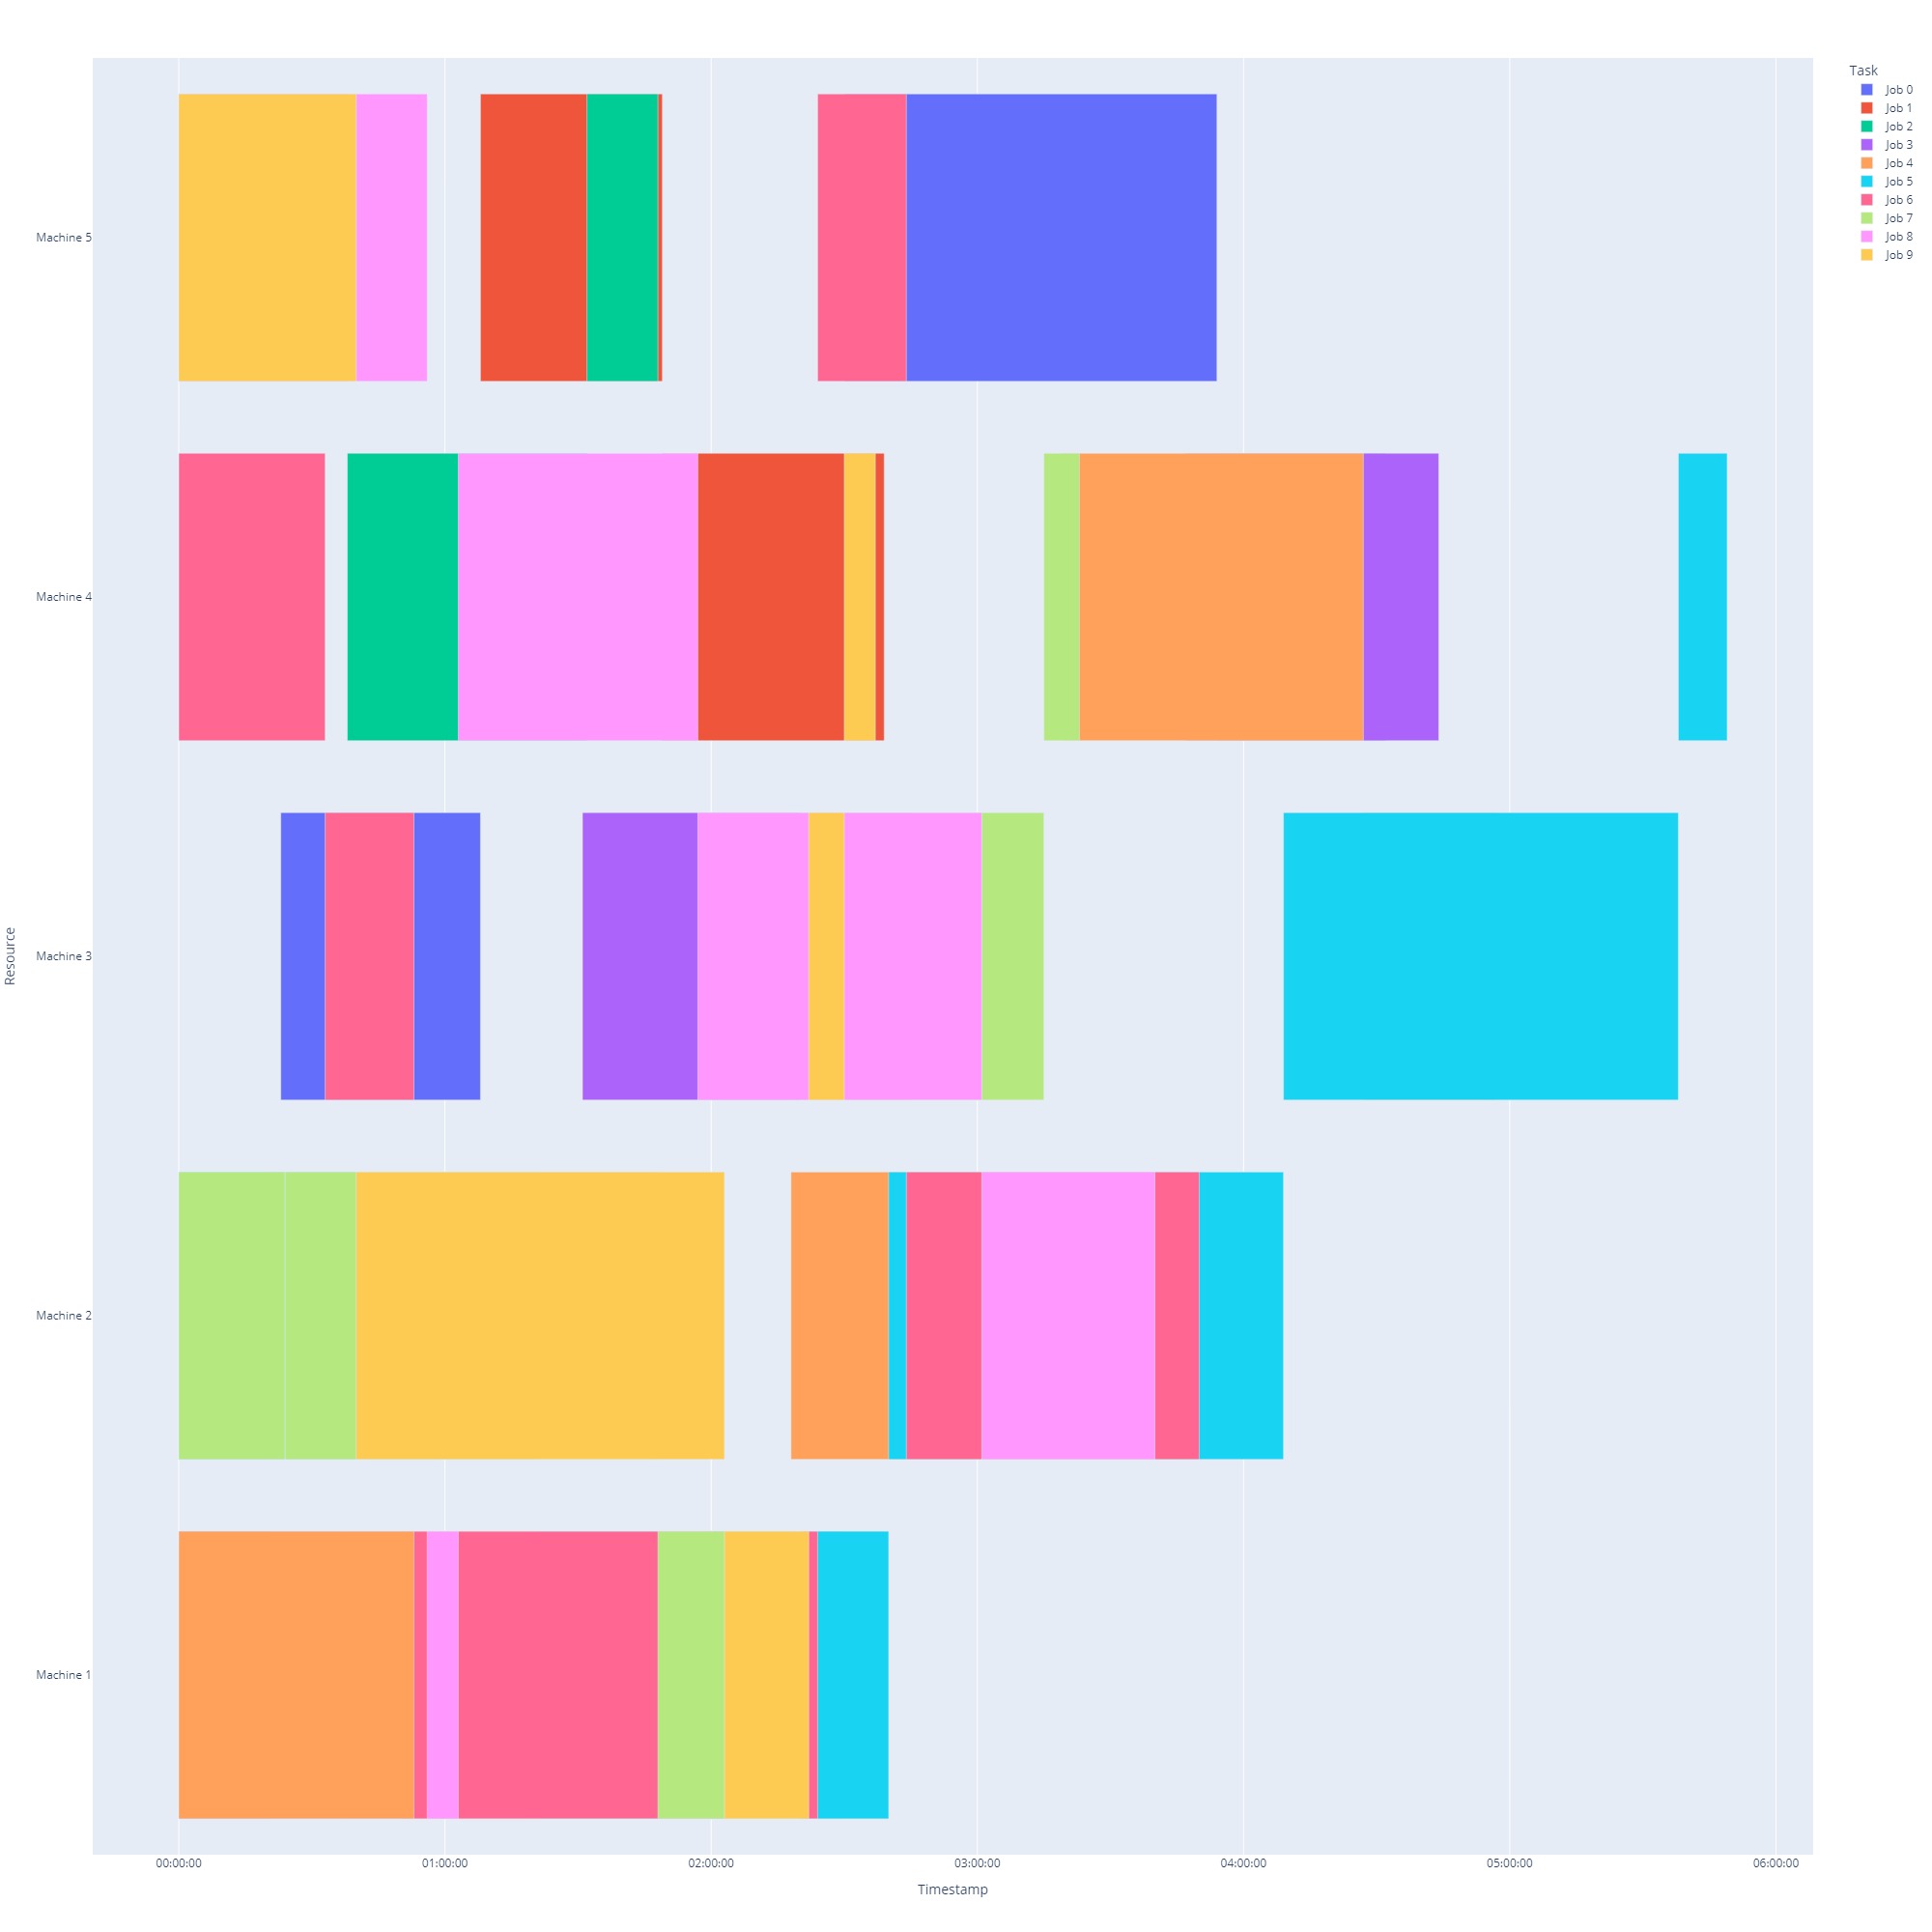 Task
Job 0
Job 1
Job 2
Job 3
Job 4
Job 5
Job 6
Job 7
Job 8
Job 9
Machine 5
Machine 4
Machine 3
Machine 2
Machine 1
Resource
00:00:00 01:00:00 02:00:00 03:00:00 04:00:00 05:00:00 06:00:00
Timestamp